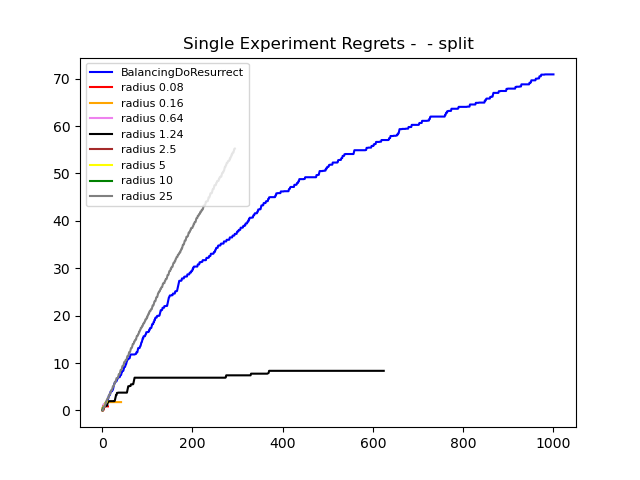 Single Experiment Regrets -  - split
BalancingDoResurrect
radius 0.08
radius 0.16
radius 0.64
radius 1.24
radius 2.5
radius 5
radius 10
radius 25
70
60
50
40
30
20
10
0
0 200 400 600 800 1000